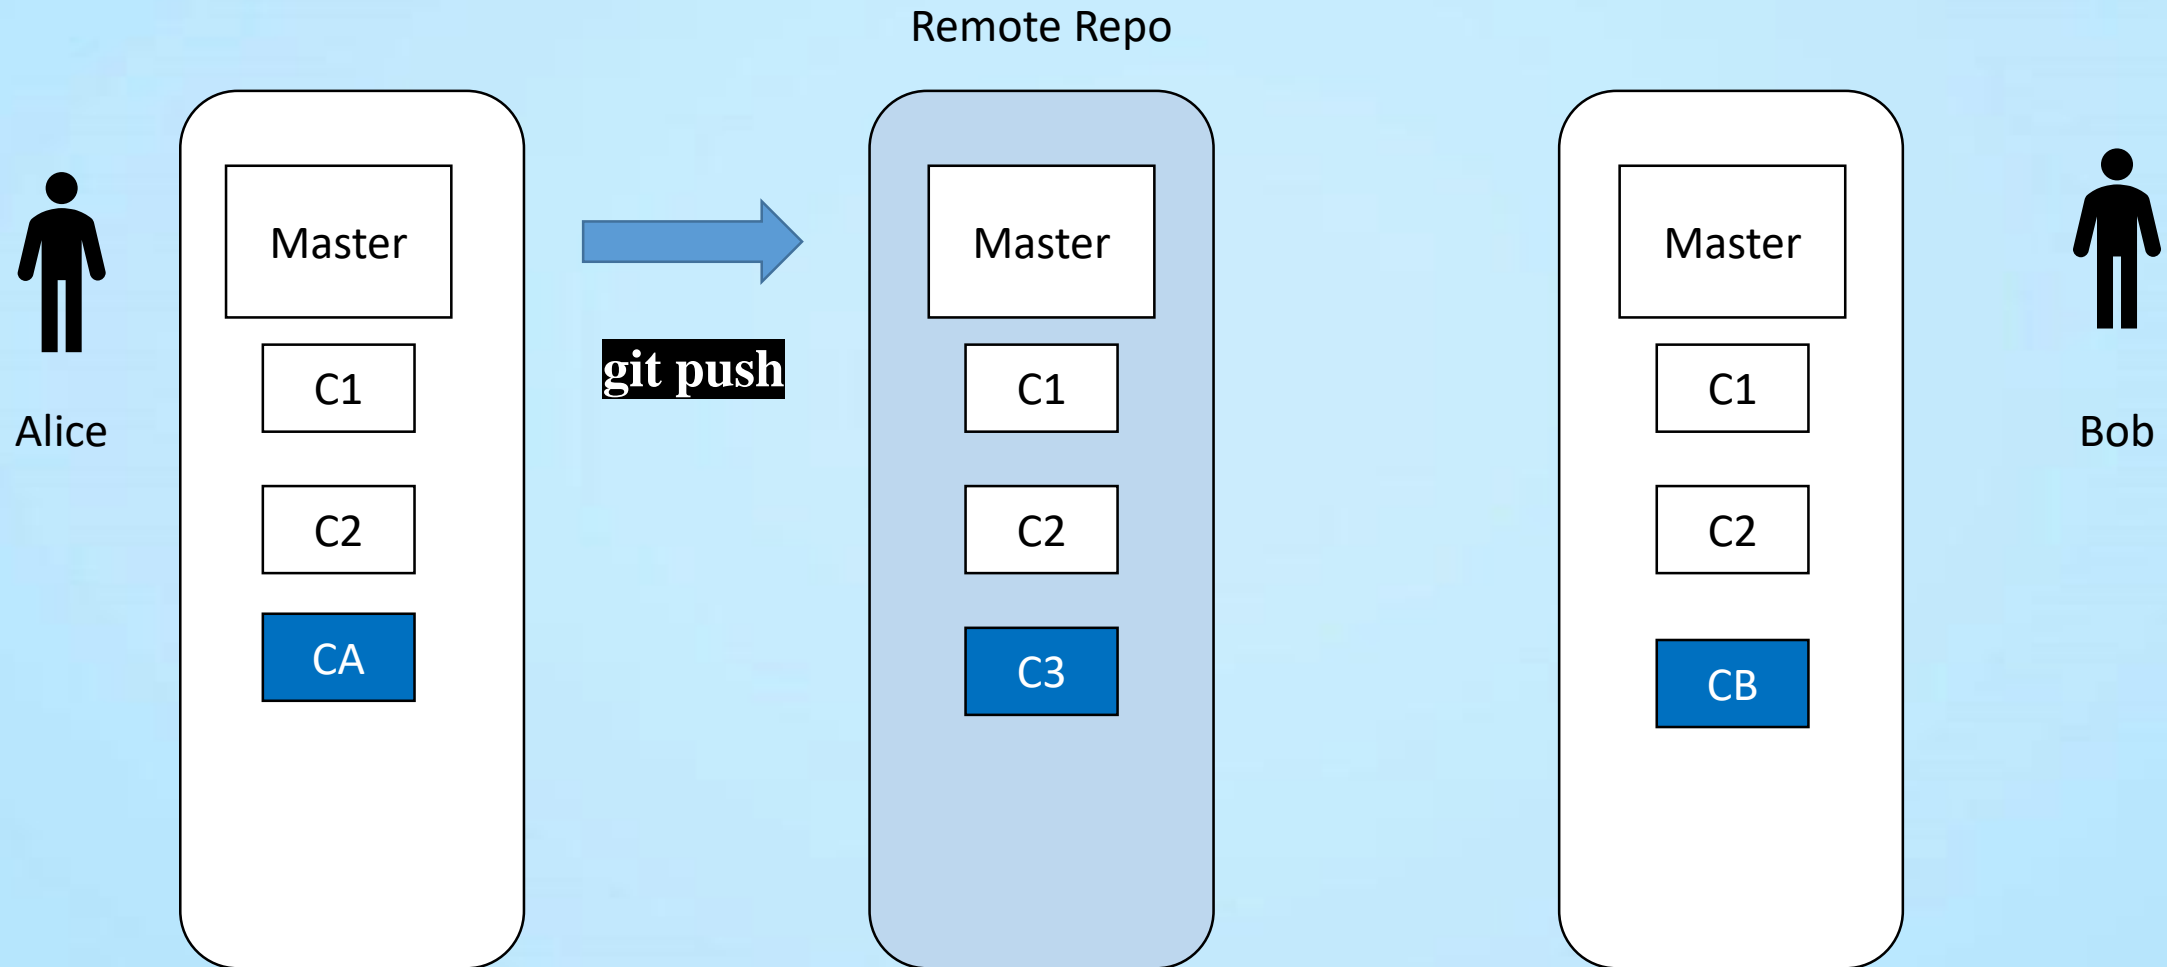 Remote Repo
Master
Master
Master
git push
C1
C1
C1
Alice
Bob
C2
C2
C2
CA
C3
CB